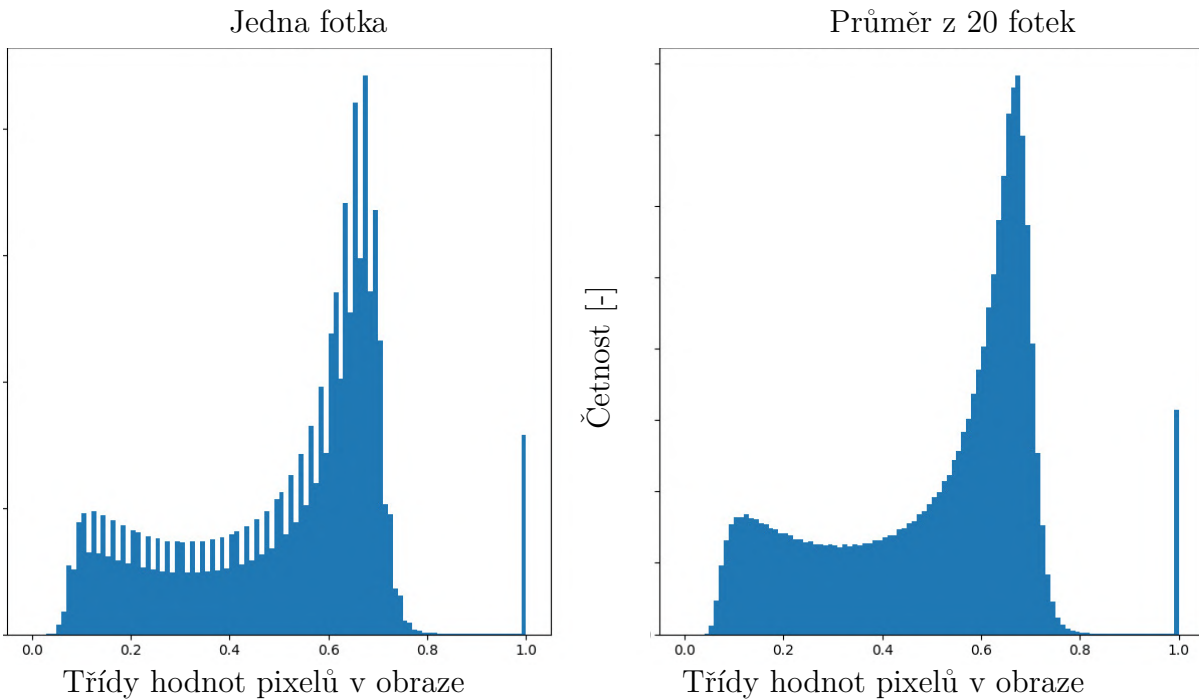 Jedna fotka
0.0 0.2 0.4 0.6 0.8 1.0
Třídy hodnot pixelů v obraze
Průměr z 20 fotek
Četnost [-]
0.0 0.2 0.4 0.6 0.8 1.0
Třídy hodnot pixelů v obraze